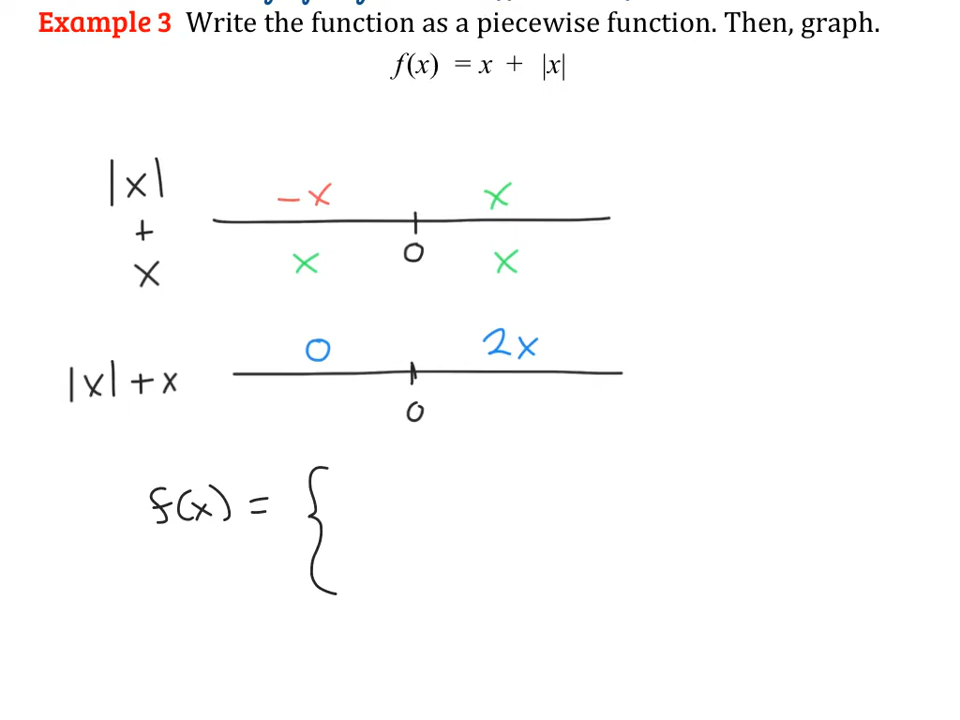 Example 3 Write the function as a piecewise function. Then, graph.
f(x) = x + |x|
|x| -x x
+
0
x x x
0 2x
|x| + x
0
f(x) = {